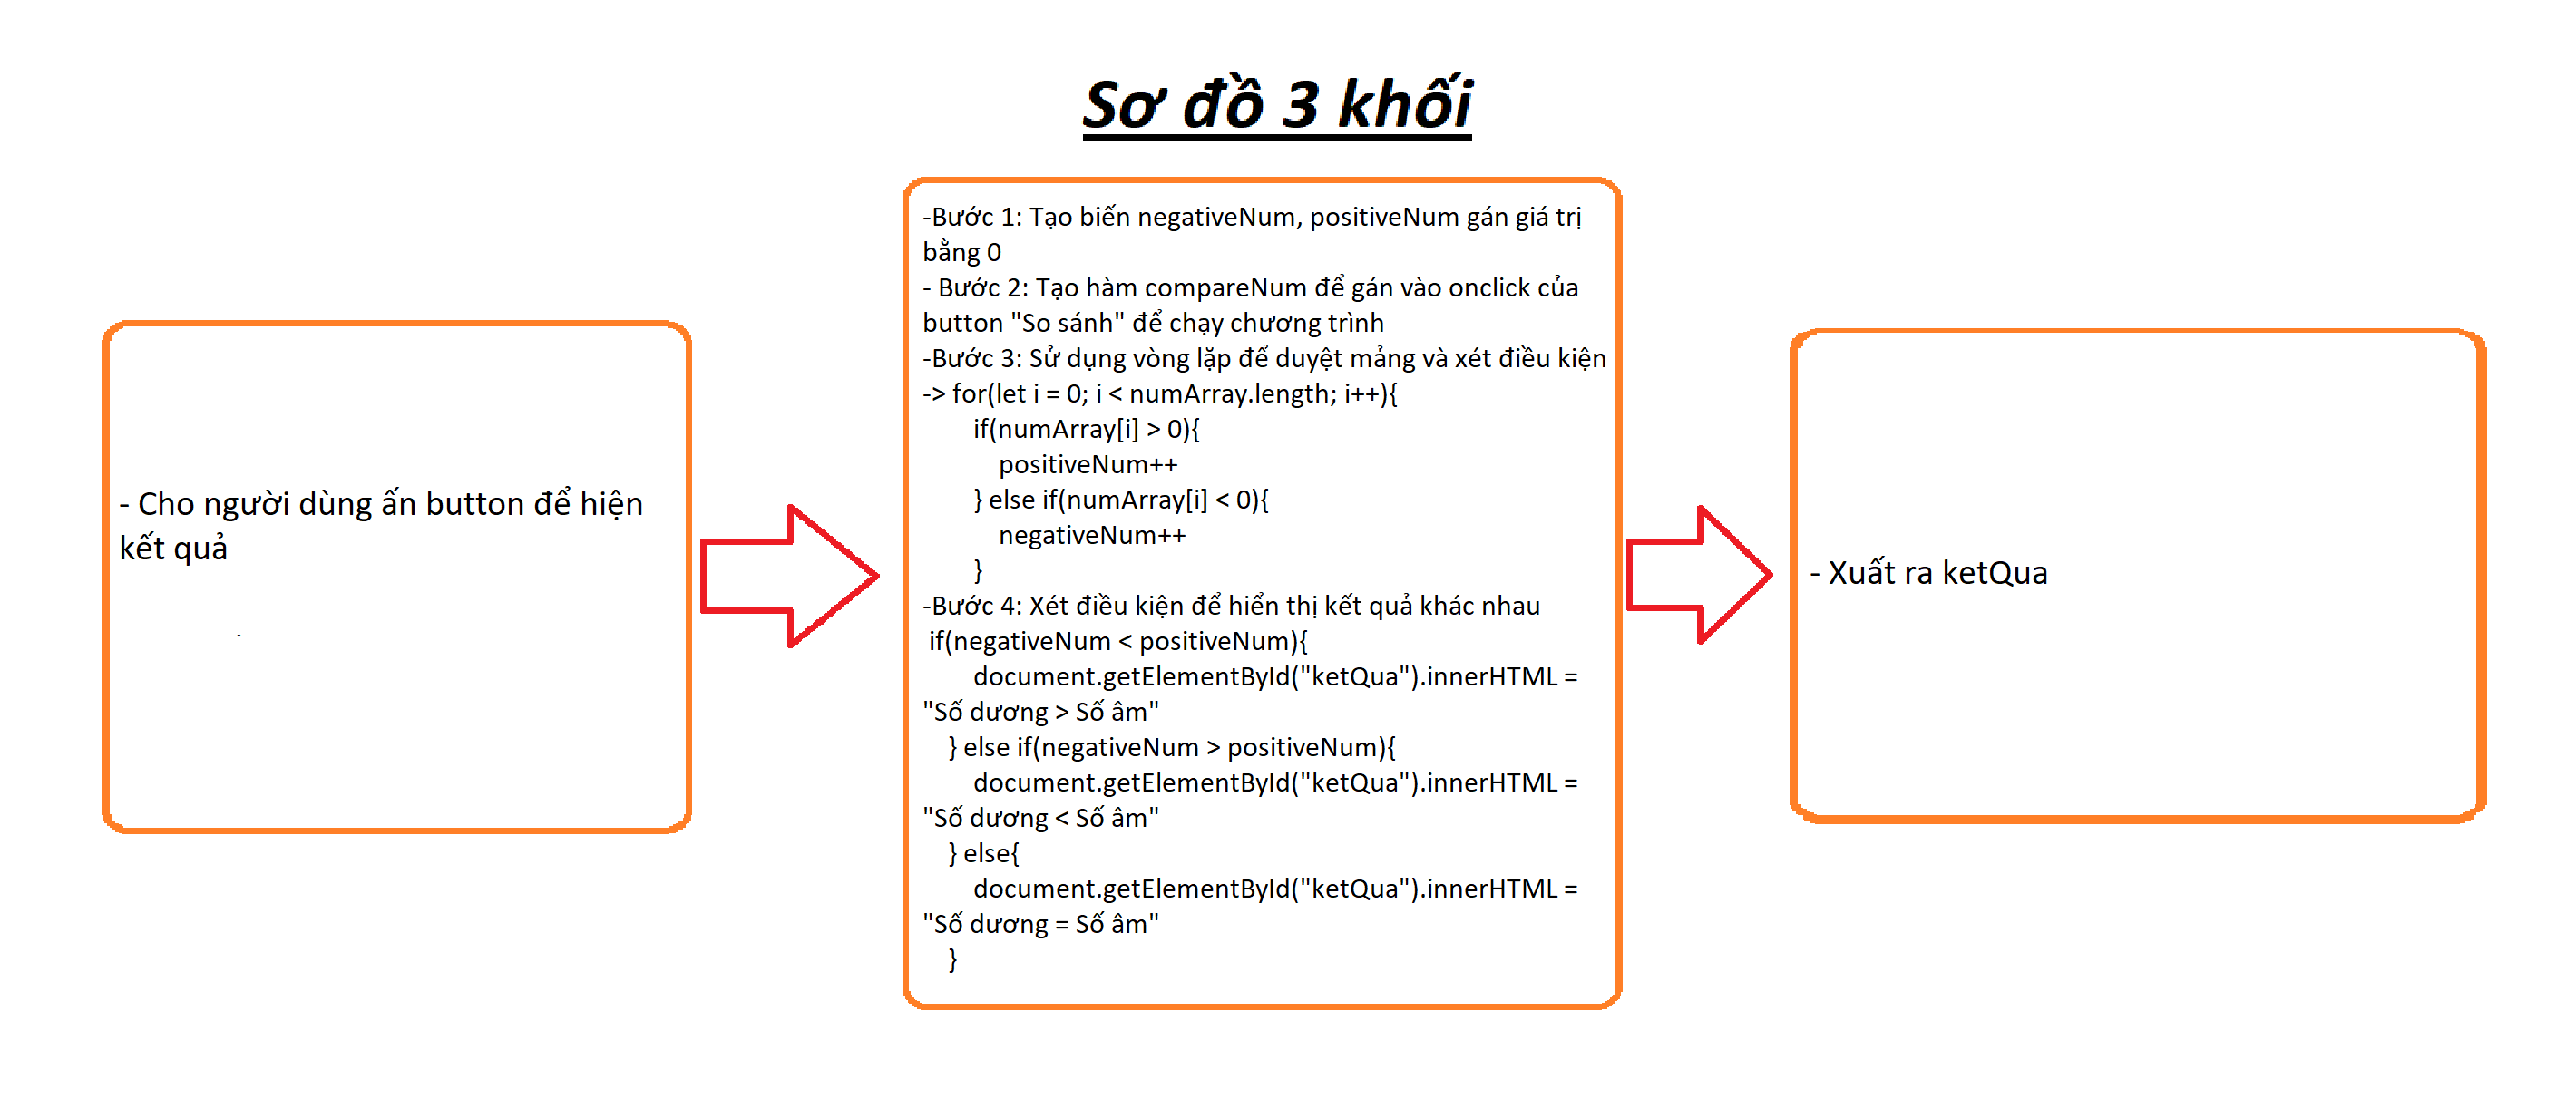 Sơ đồ 3 khối
- Cho người dùng ấn button để hiện
kết quả
-Bước 1: Tạo biến negativeNum, positiveNum gán giá trị
bằng 0
- Bước 2: Tạo hàm compareNum để gán vào onclick của
button "So sánh" để chạy chương trình
-Bước 3: Sử dụng vòng lặp để duyệt mảng và xét điều kiện
-> for(let i = 0; i < numArray.length; i++){
if(numArray[i] > 0){
positiveNum++
} else if(numArray[i] < 0){
negativeNum++
}
-Bước 4: Xét điều kiện để hiển thị kết quả khác nhau
if(negativeNum < positiveNum){
document.getElementById("ketQua").innerHTML =
"Số dương > Số âm"
} else if(negativeNum > positiveNum){
document.getElementById("ketQua").innerHTML =
"Số dương < Số âm"
} else{
document.getElementById("ketQua").innerHTML =
"Số dương = Số âm"
}
- Xuất ra ketQua